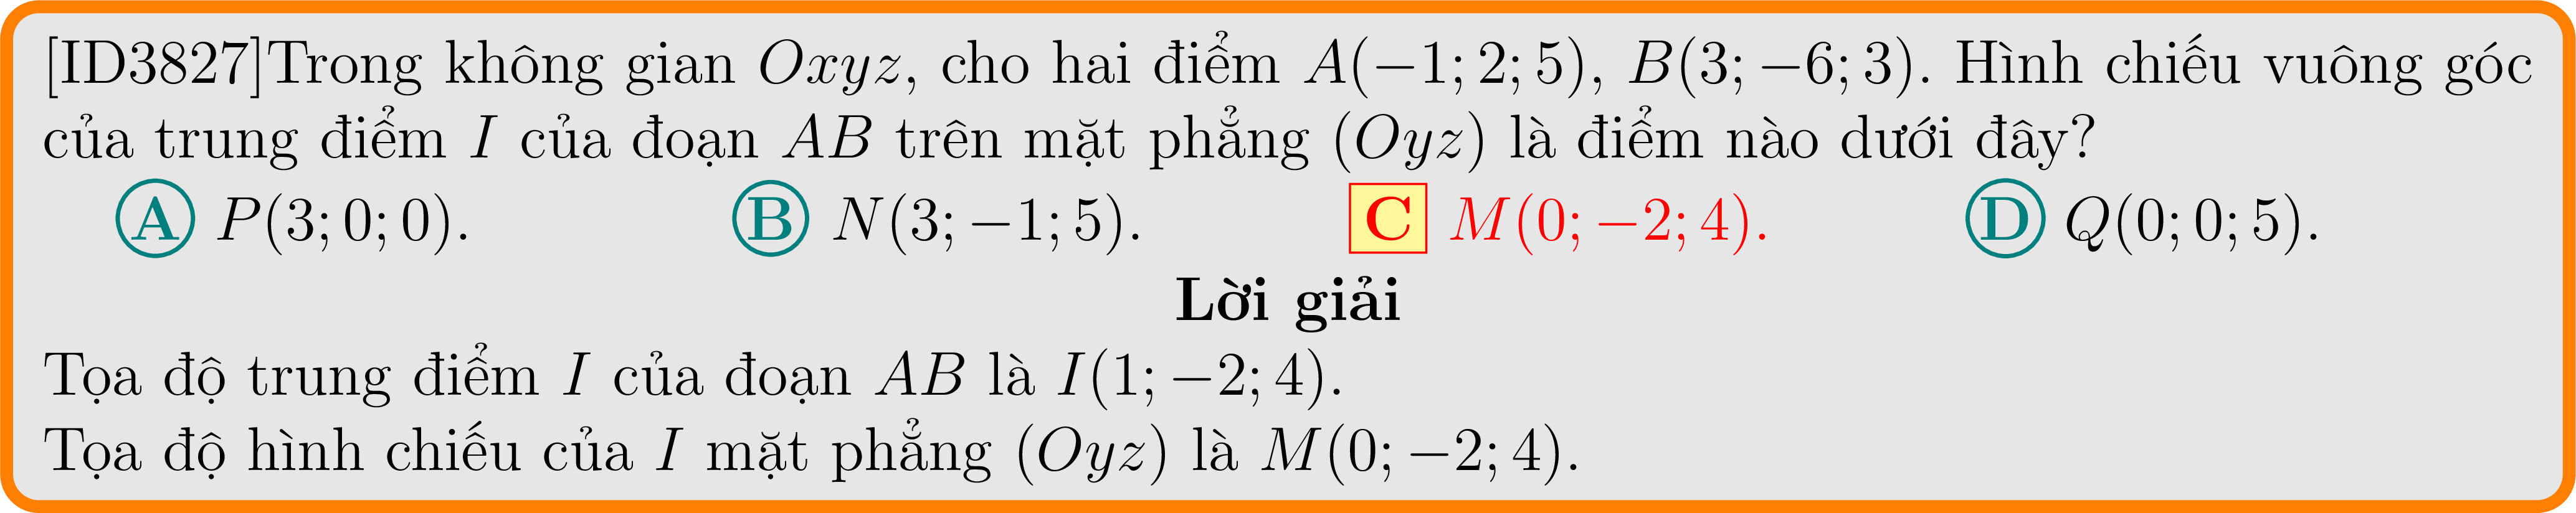 [ID3827]Trong không gian Oxyz, cho hai điểm A(−1; 2; 5), B(3; −6; 3). Hình chiếu vuông góc
của trung điểm I của đoạn AB trên mặt phẳng (Oyz) là điểm nào dưới đây?
A P(3; 0; 0). B N(3; −1; 5). C M(0; −2; 4). D Q(0; 0; 5).
Lời giải
Tọa độ trung điểm I của đoạn AB là I(1; −2; 4).
Tọa độ hình chiếu của I mặt phẳng (Oyz) là M(0; −2; 4).